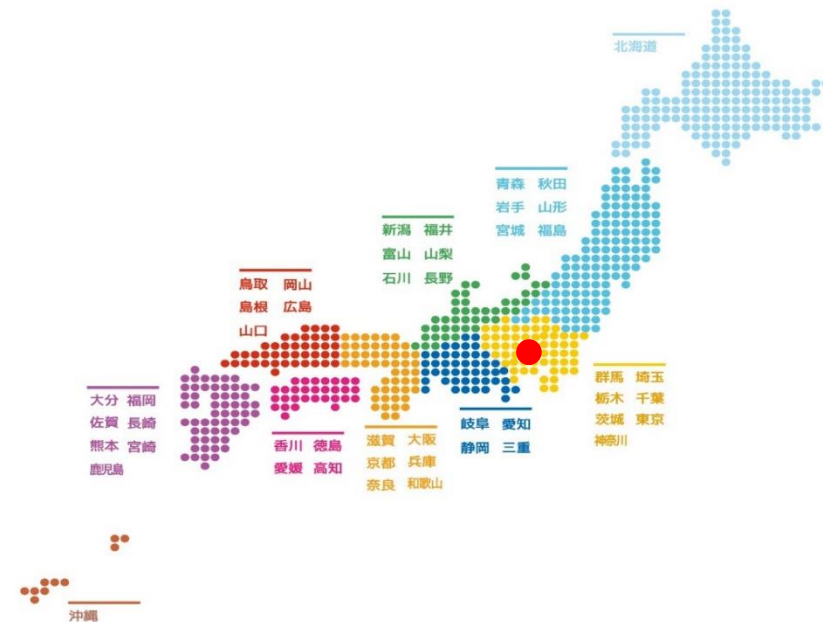 北海道
青森 秋田
岩手 山形
宮城 福島
新潟 福井
富山 山梨
石川 長野
鳥取 岡山
島根 広島
山口
群馬 埼玉
栃木 千葉
茨城 東京
神奈川
大分 福岡
佐賀 長崎
熊本 宮崎
鹿児島
香川 徳島
愛媛 高知
滋賀 大阪
京都 兵庫
奈良 和歌山
岐阜 愛知
静岡 三重
沖縄